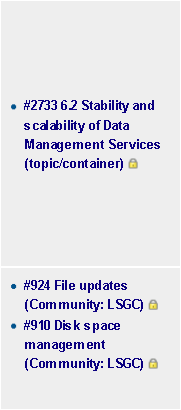 #2733 6.2 Stability and
scalability of Data
Management Services
(topic/container)
#924 File updates
(Community: LSGC)
#910 Disk space
management
(Community: LSGC)